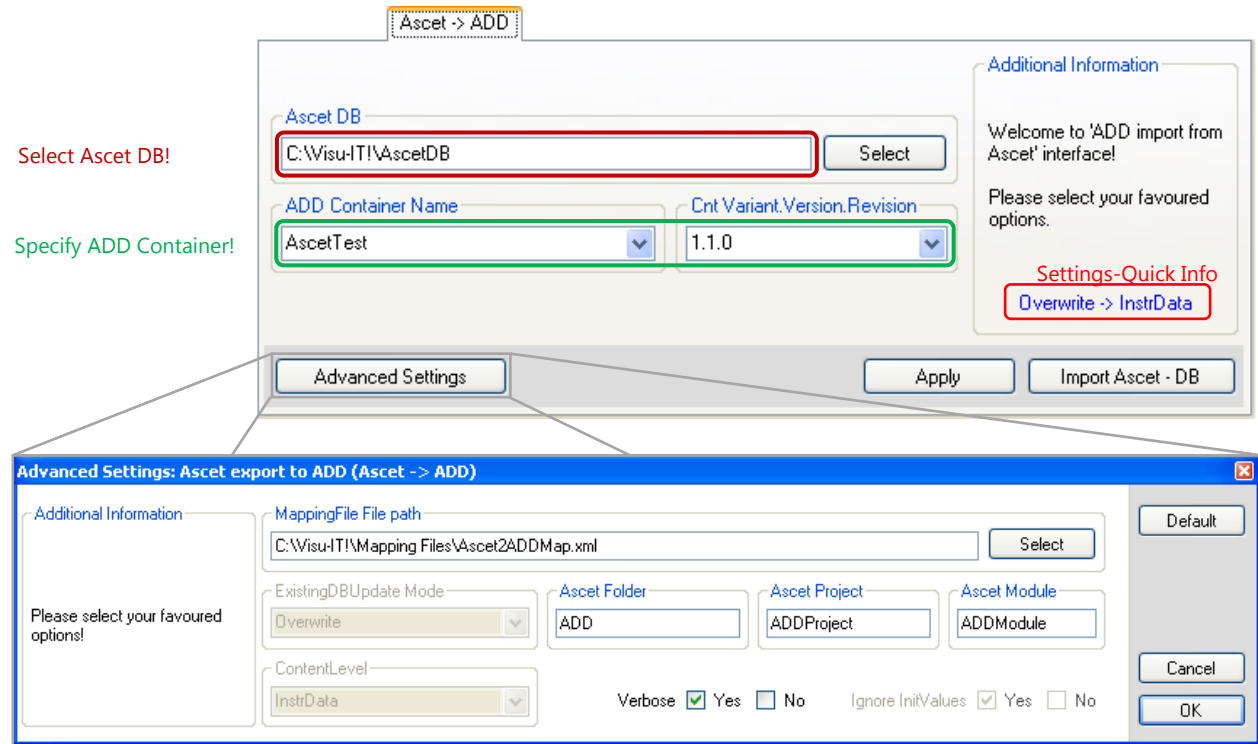 Ascet -> ADD
Additional Information
Ascet DB
Select Ascet DB!
C:\Visu-IT!\AscetDB
Select
Welcome to 'ADD import from
Ascet' interface!
Please select your favoured
options.
ADD Container Name
Cnt Variant.Version.Revision
Specify ADD Container!
AscetTest
1.1.0
Settings-Quick Info
Overwrite -> InstrData
Advanced Settings
Apply
Import Ascet - DB
Advanced Settings: Ascet export to ADD (Ascet -> ADD)
Additional Information
Please select your favoured
options!
MappingFile File path
C:\Visu-IT!\Mapping Files\Ascet2ADDMap.xml
Select
Default
ExistingDBUpdate Mode
Overwrite
Ascet Folder
ADD
Ascet Project
ADDProject
Ascet Module
ADDModule
ContentLevel
InstrData
Verbose Yes No
Ignore InitValues Yes No
Cancel
OK